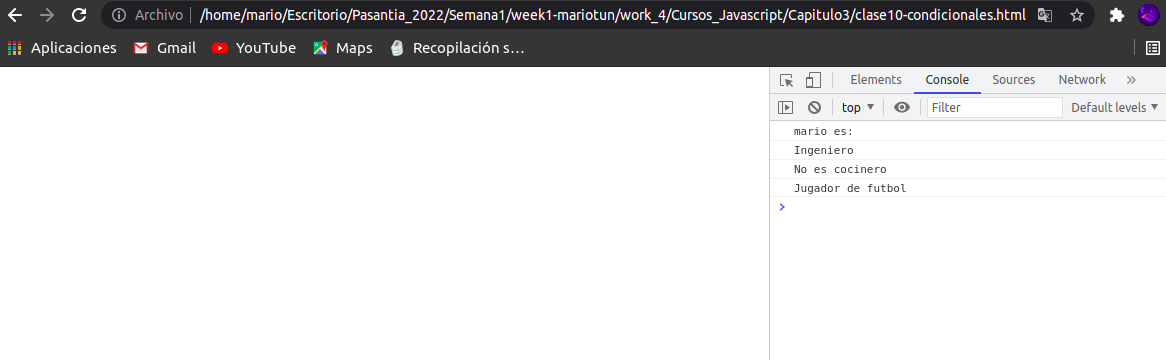 Archivo /home/mario/Escritorio/Pasantia_2022/Semana1/week1-mariotun/work_4/Cursos_Javascript/Capitulo3/clase10-condicionales.html
Aplicaciones Gmail YouTube Maps Recopilación s…
Elements Console Sources Network »
top ▼ Filter Default levels ▼
mario es:
Ingeniero
No es cocinero
Jugador de futbol